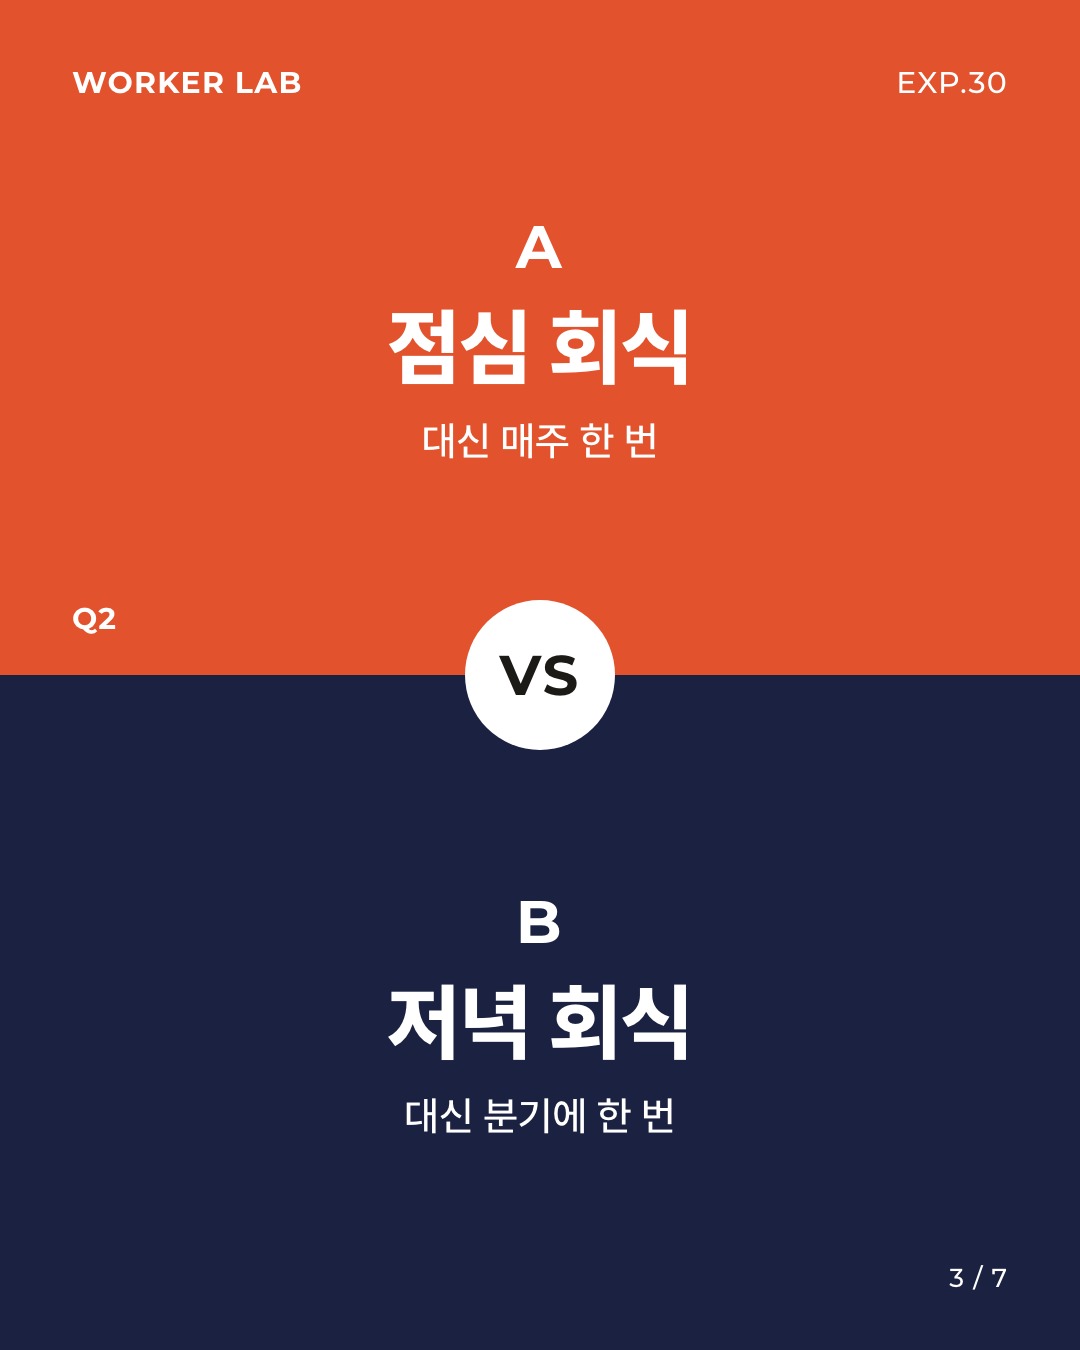 WORKER LAB
EXP.30
A
점심 회식
대신 매주 한 번
Q2
VS
B
저녁 회식
대신 분기에 한 번
3 / 7